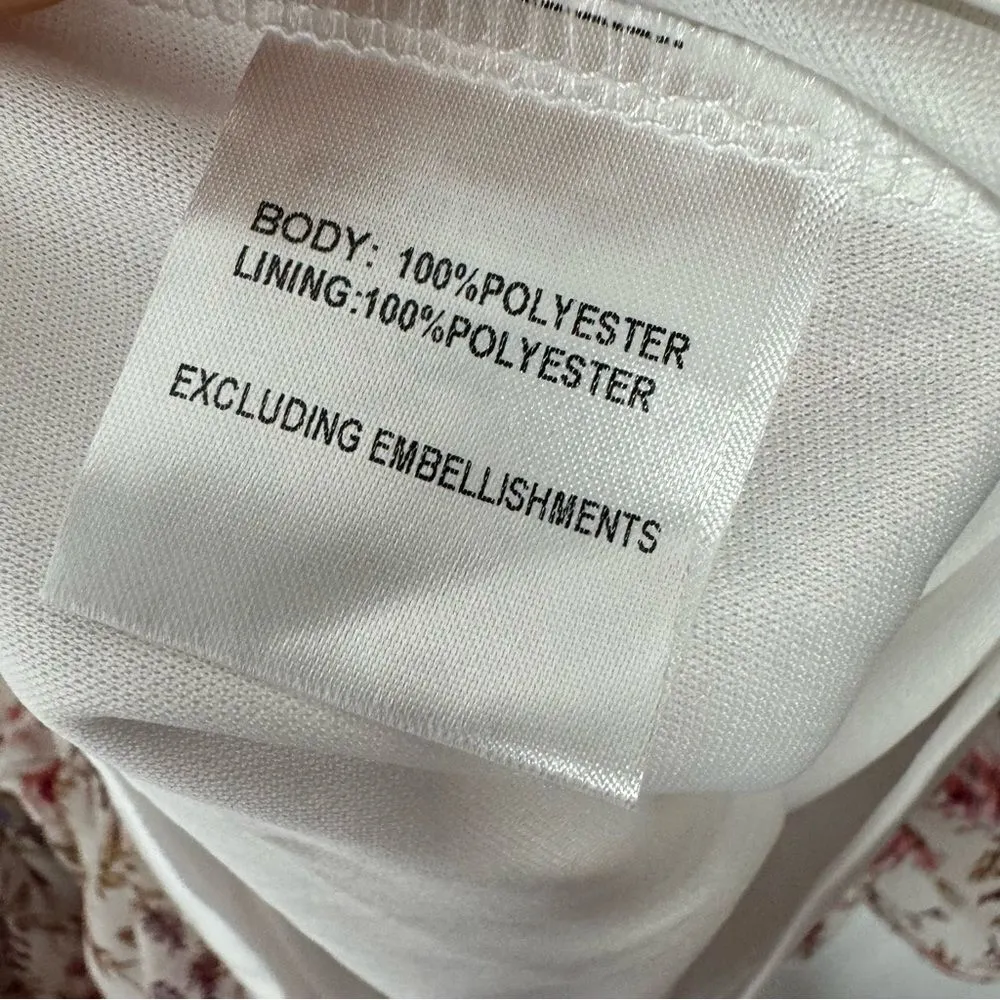 BODY: 100%POLYESTER
LINING:100%POLYESTER
EXCLUDING EMBELLISHMENTS